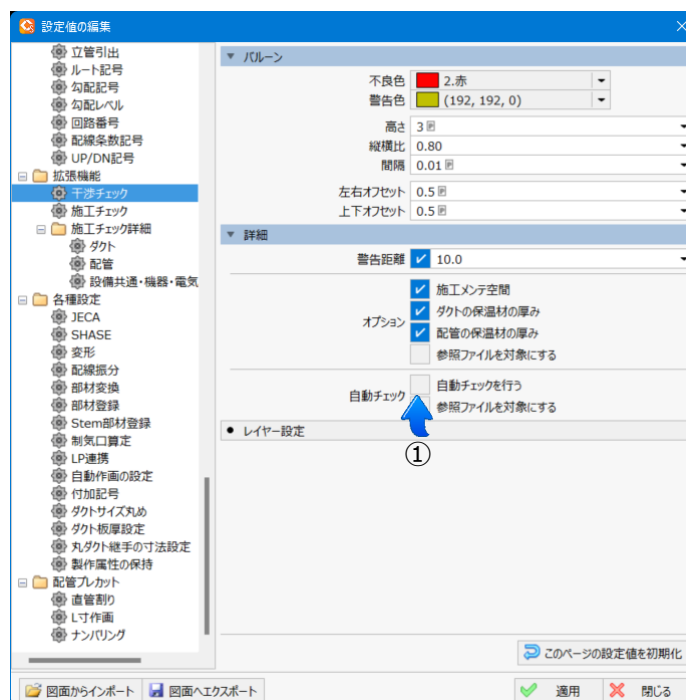 設定値の編集
立管引出
ルート記号
勾配記号
勾配レベル
回路番号
配線条数記号
UP/DN記号
拡張機能
干渉チェック
施工チェック
施工チェック詳細
ダクト
配管
設備共通・機器・電気
各種設定
JECA
SHASE
変形
配線振分
部材変換
部材登録
Stem部材登録
制気口算定
LP連携
自動作画の設定
付加記号
ダクトサイズ丸め
ダクト板厚設定
丸ダクト継手の寸法設定
製作属性の保持
配管プレカット
直管割り
L寸作画
ナンバリング
バルーン
不良色 2.赤
警告色 (192, 192, 0)
高さ 3
縦横比 0.80
間隔 0.01
左右オフセット 0.5
上下オフセット 0.5
詳細
警告距離 10.0
オプション
施工メンテ空間
ダクトの保温材の厚み
配管の保温材の厚み
参照ファイルを対象にする
自動チェック
自動チェックを行う
参照ファイルを対象にする
レイヤー設定
①
このページの設定値を初期化
図面からインポート 図面へエクスポート 適用 閉じる